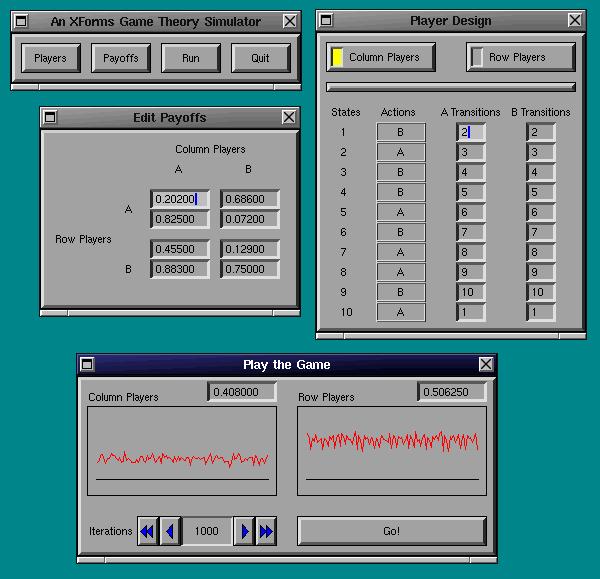 An XForms Game Theory Simulator
Players Payoffs Run Quit
Player Design
Column Players Row Players
States Actions A Transitions B Transitions
1 B 2 2
2 A 3 3
3 B 4 4
4 B 5 5
5 A 6 6
6 B 7 7
7 A 8 8
8 A 9 9
9 B 10 10
10 A 1 1
Edit Payoffs
Column Players
A B
A
0.20200 0.68600
0.82500 0.07200
Row Players
B
0.45500 0.12900
0.88300 0.75000
Play the Game
Column Players 0.408000
Row Players 0.506250
Iterations 1000
Go!